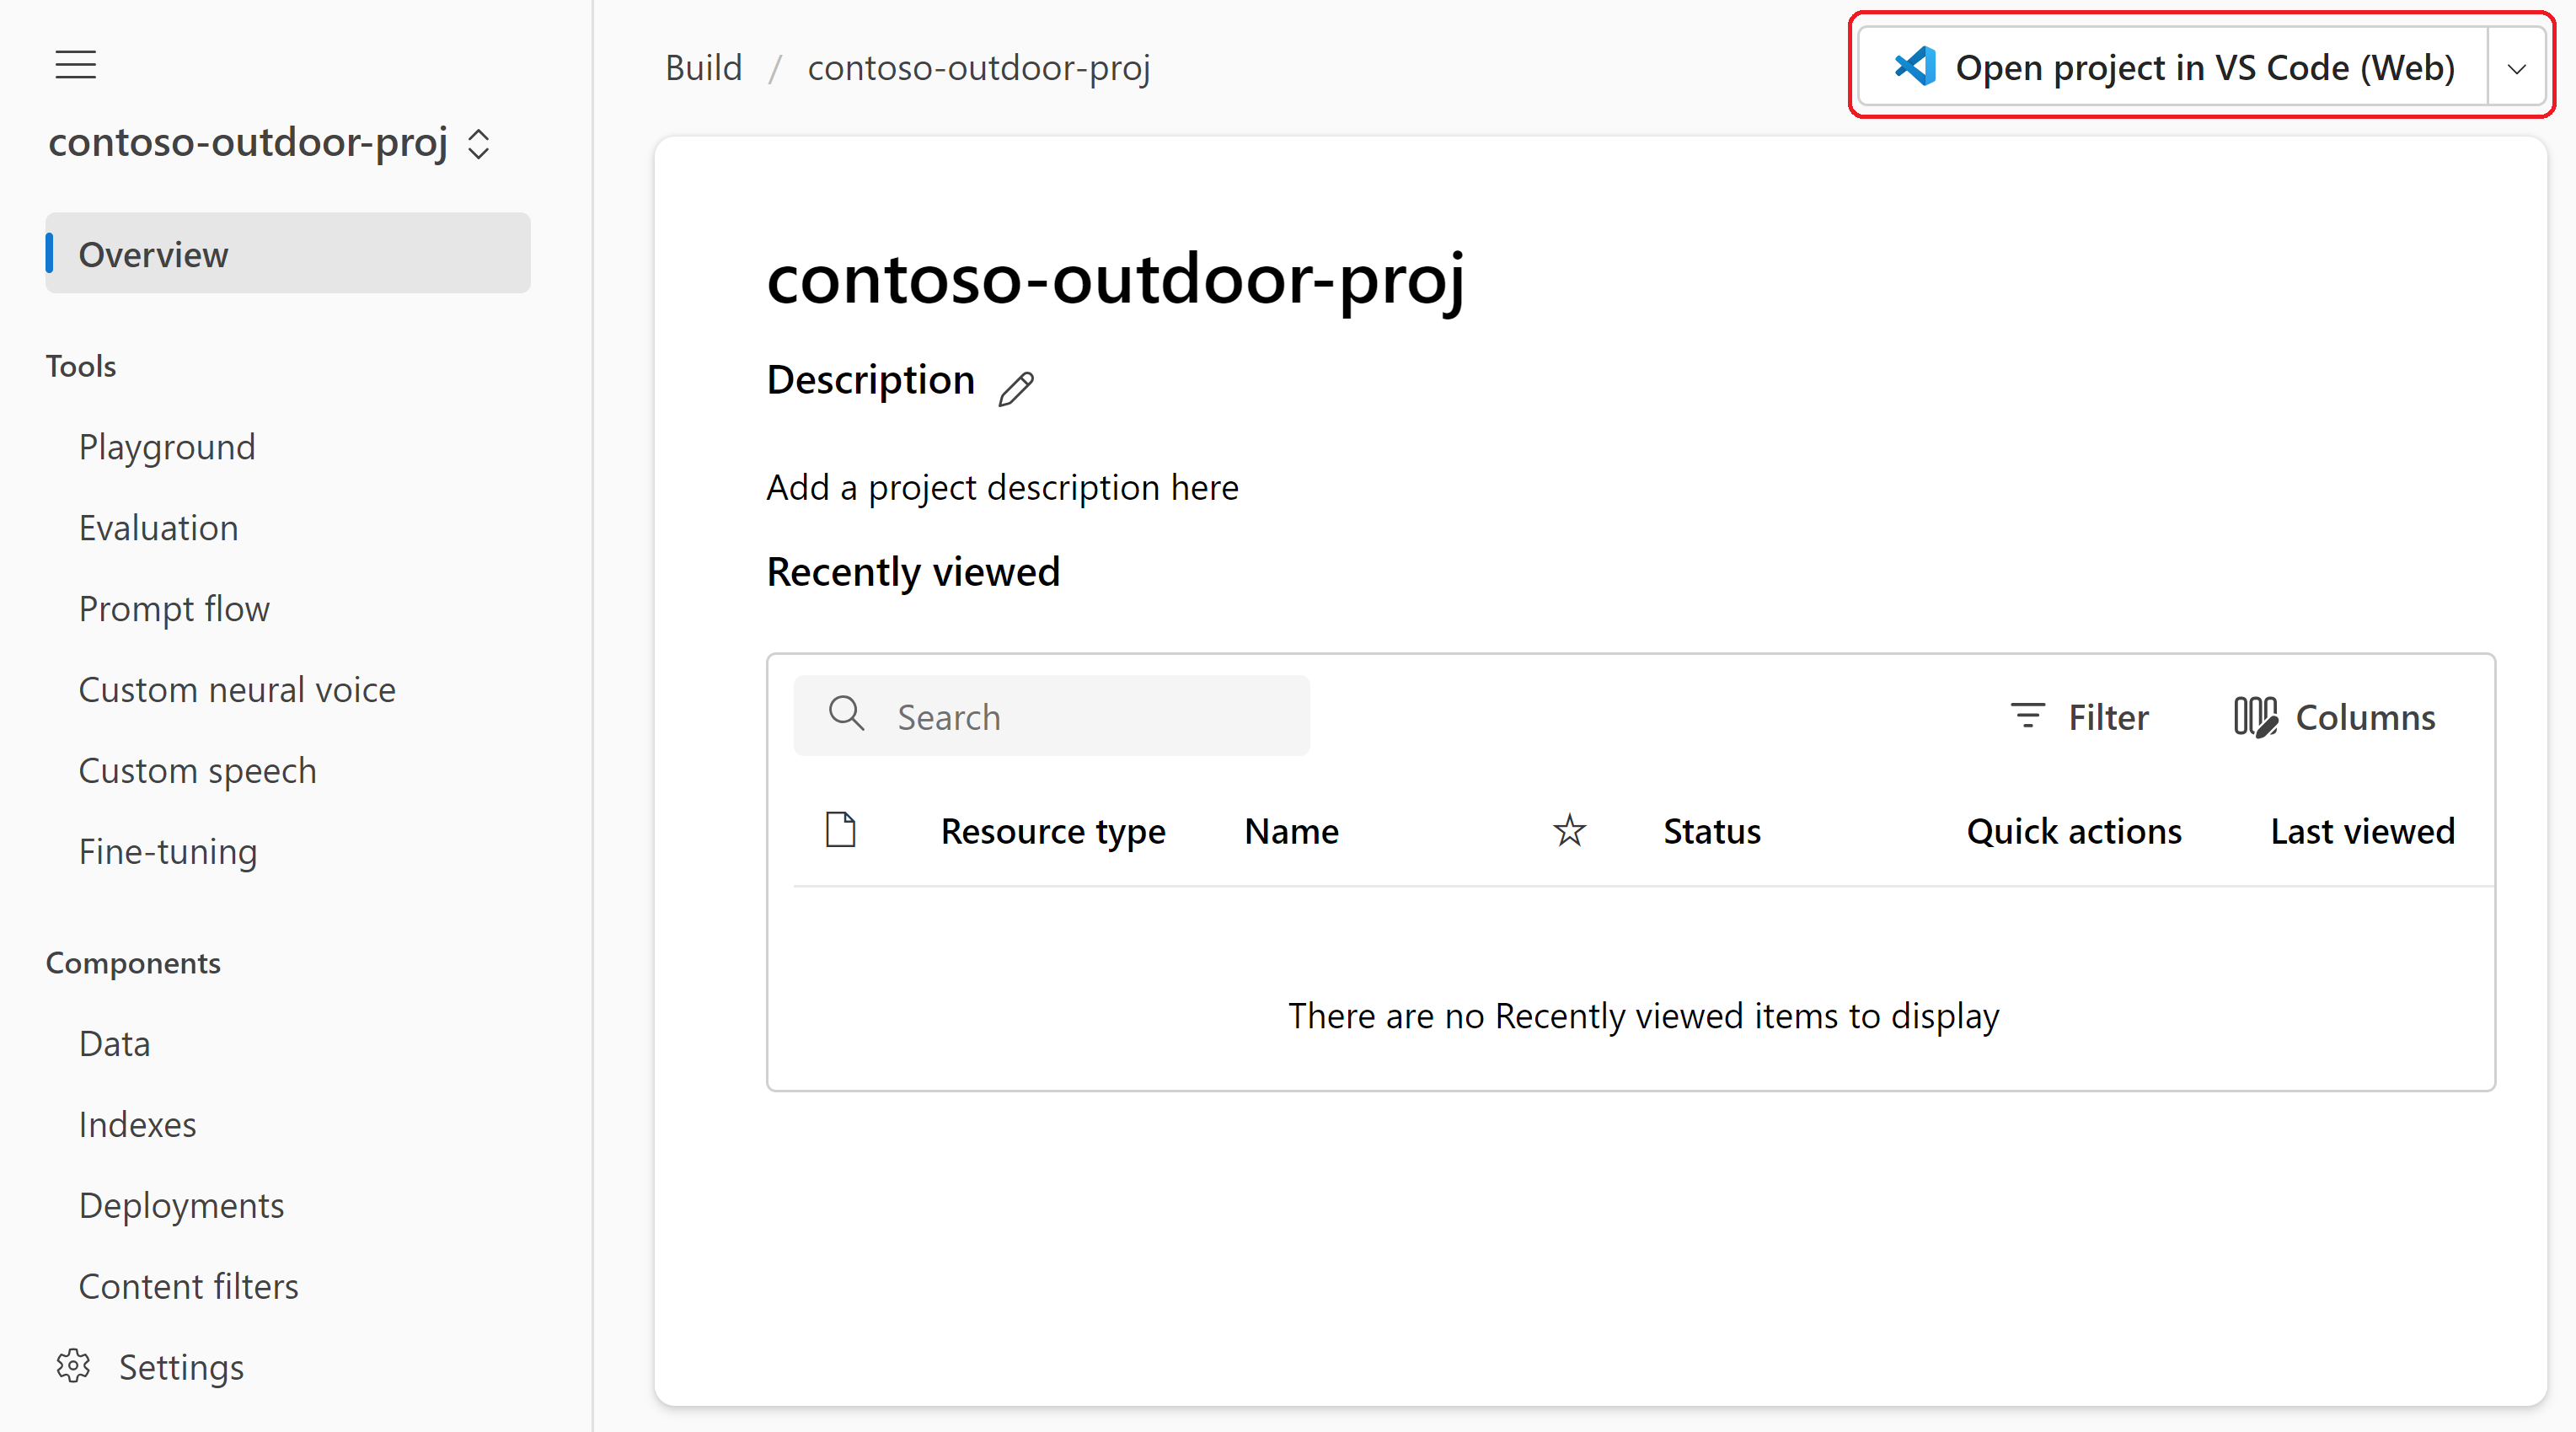 contoso-outdoor-proj
Overview
Tools
Playground
Evaluation
Prompt flow
Custom neural voice
Custom speech
Fine-tuning
Components
Data
Indexes
Deployments
Content filters
Settings
Build / contoso-outdoor-proj
Open project in VS Code (Web)
contoso-outdoor-proj
Description
Add a project description here
Recently viewed
Search
Filter
Columns
Resource type Name Status Quick actions Last viewed
There are no Recently viewed items to display